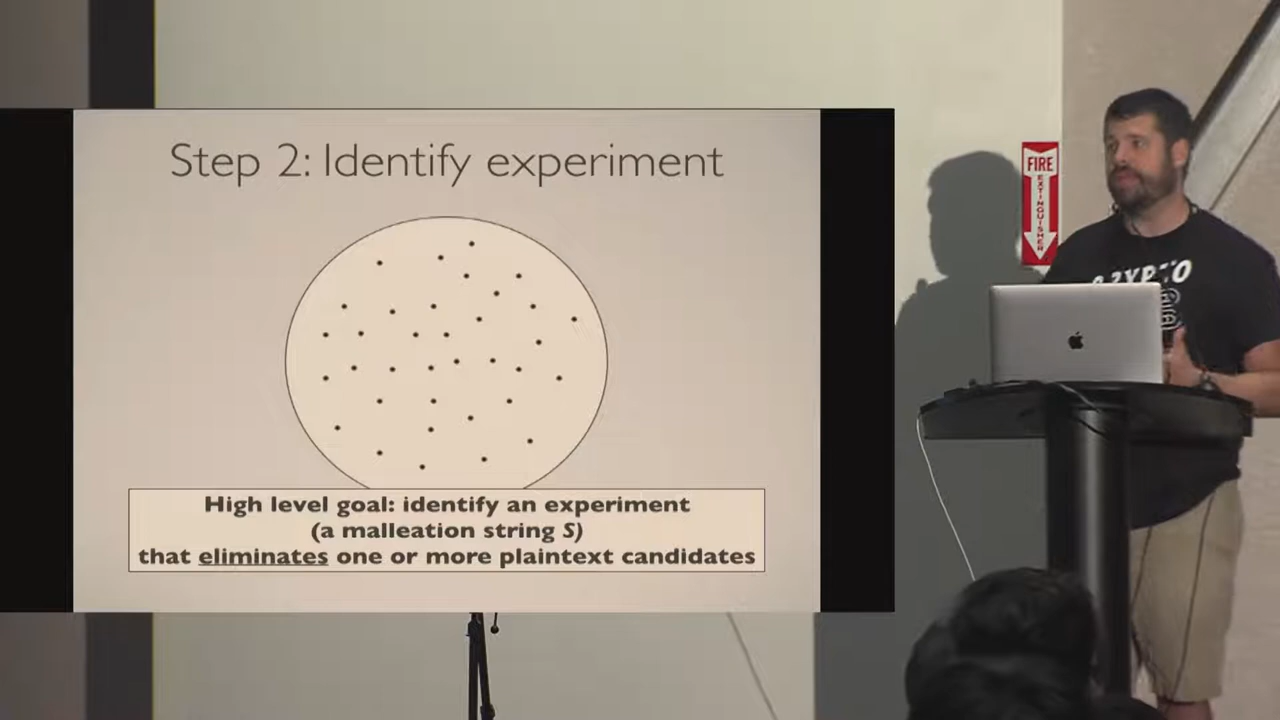 Step 2: Identify experiment
High level goal: identify an experiment
(a malleation string S)
that eliminates one or more plaintext candidates
FIRE
EXTINGUISHER